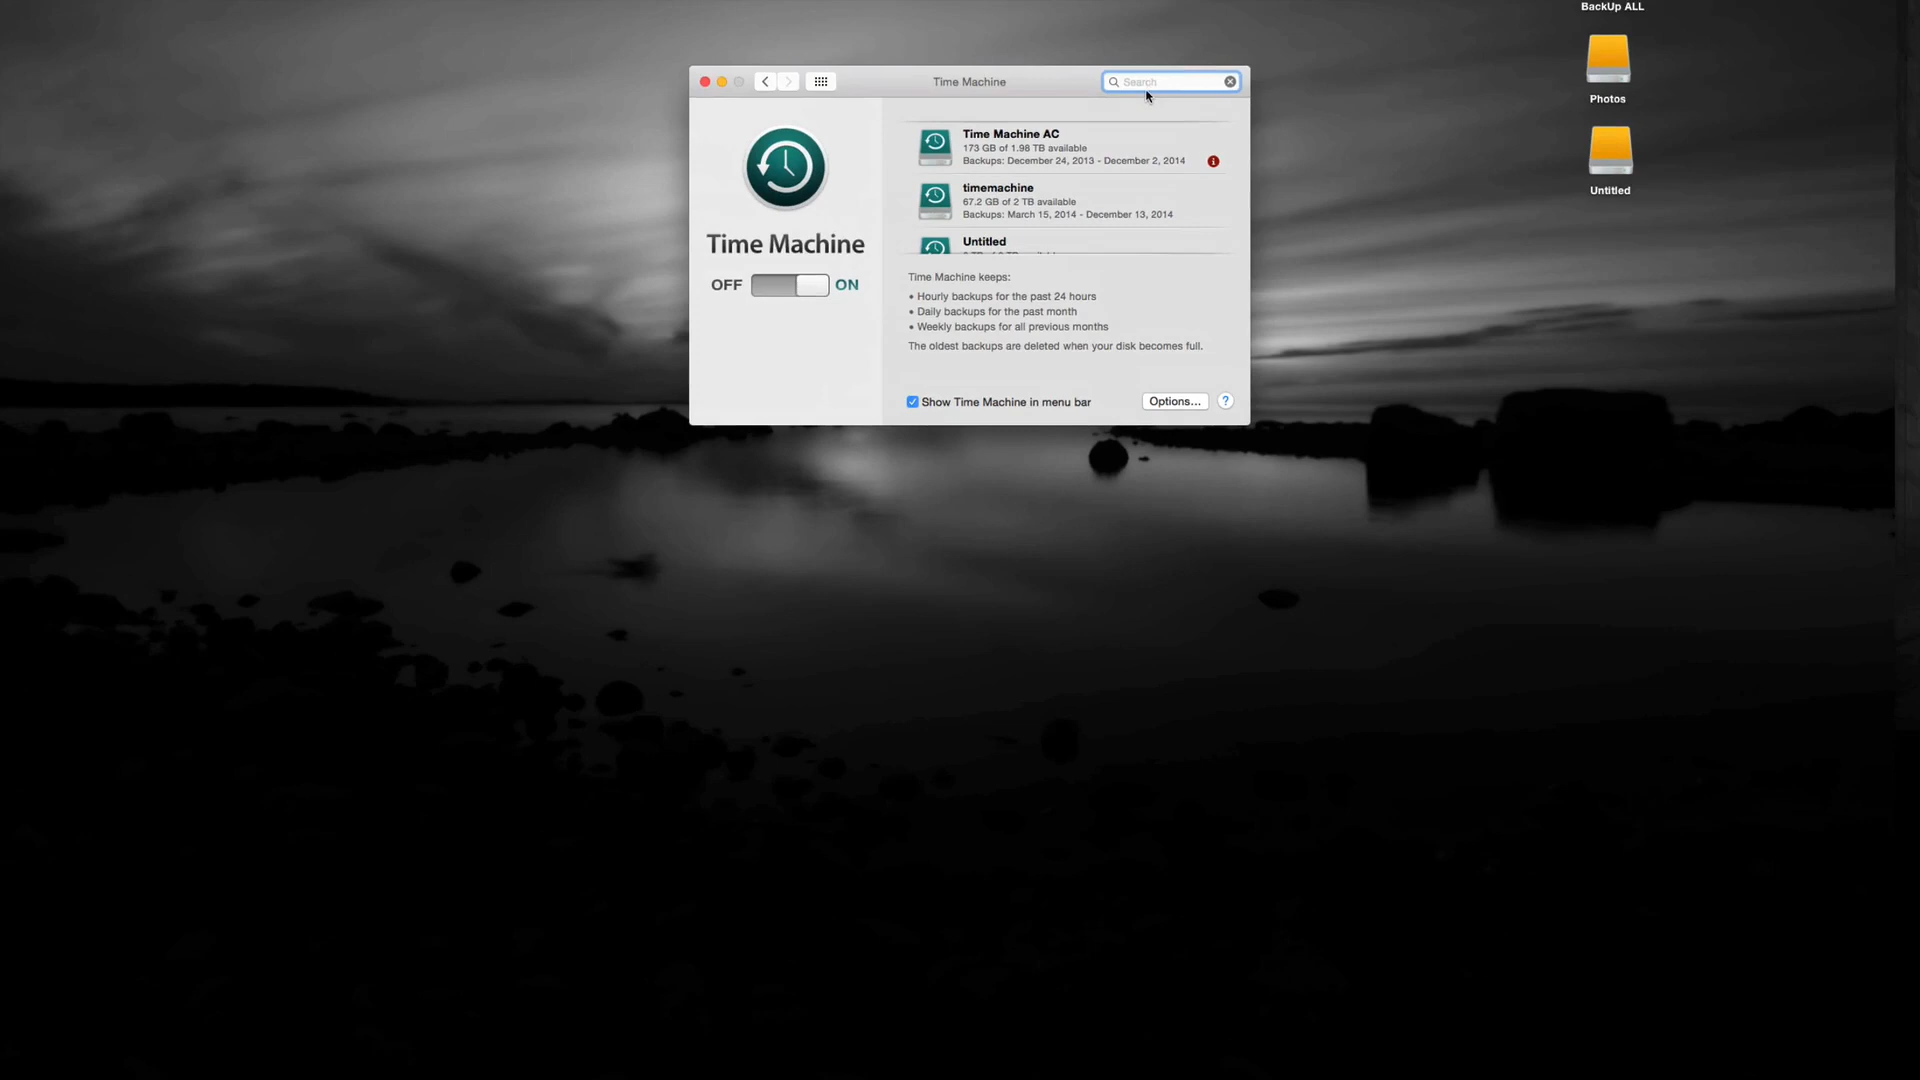 BackUp ALL
Photos
Untitled
Time Machine
Search
Time Machine
OFF
ON
Time Machine AC
173 GB of 1.98 TB available
Backups: December 24, 2013 - December 2, 2014
timemachine
67.2 GB of 2 TB available
Backups: March 15, 2014 - December 13, 2014
Untitled
Time Machine keeps:
• Hourly backups for the past 24 hours
• Daily backups for the past month
• Weekly backups for all previous months
The oldest backups are deleted when your disk becomes full.
Show Time Machine in menu bar
Options...
?